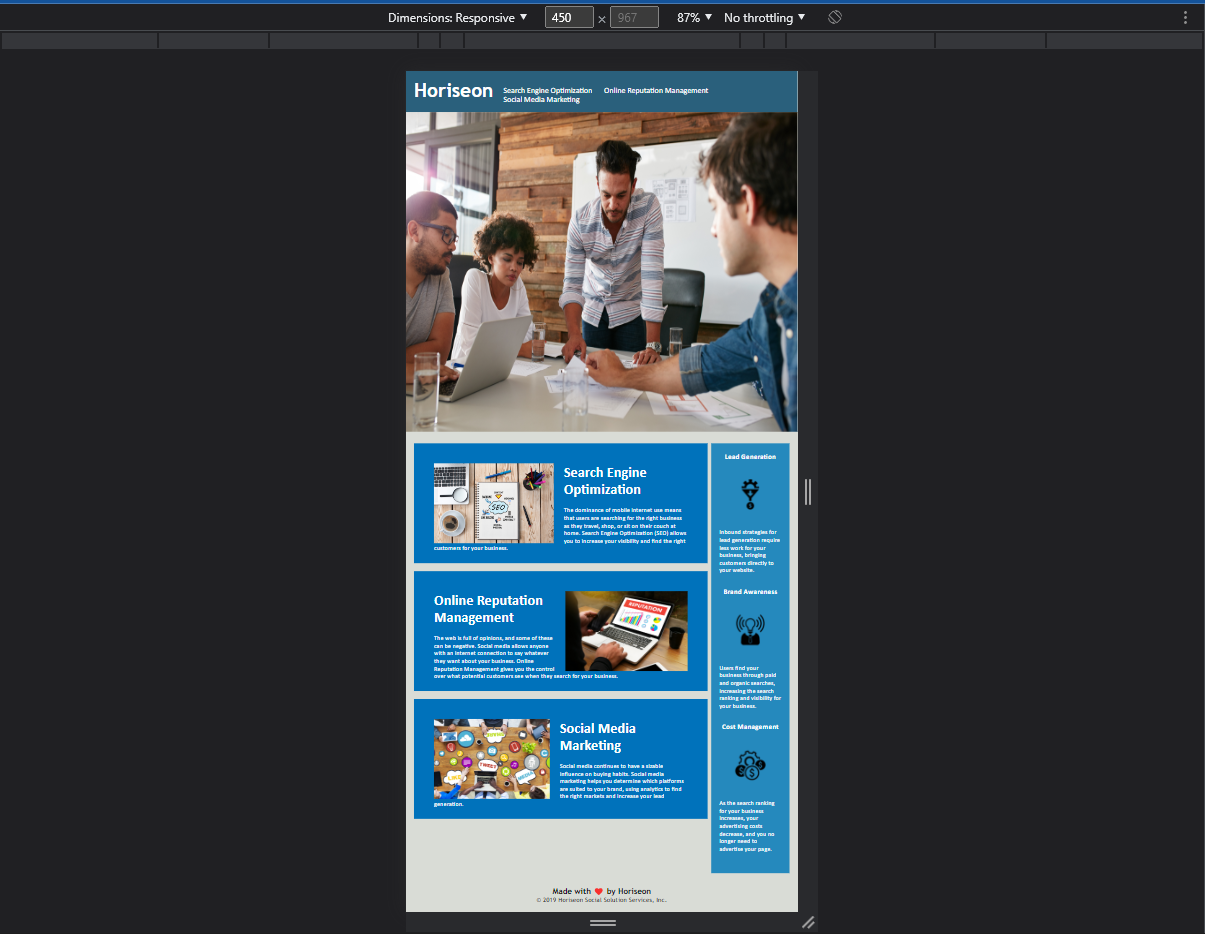 Dimensions: Responsive ▼ 450 × 967 87% ▼ No throttling ▼
Horiseon
Search Engine Optimization Online Reputation Management
Social Media Marketing
Search Engine
Optimization
The dominance of mobile internet use means
that users are searching for the right business
as they travel, shop, or sit on their couch at
home. Search Engine Optimization (SEO) allows
you to increase your visibility and find the right
customers for your business.
SEO
Online Reputation
Management
The web is full of opinions, and some of these
can be negative. Social media allows anyone
with an internet connection to say whatever
they want about your business. Online
Reputation Management gives you the control
over what potential customers see when they search for your business.
REPUTATION
Social Media
Marketing
Social media continues to have a sizable
influence on buying habits. Social media
marketing helps you determine which platforms
are suited to your brand, using analytics to find
the right markets and increase your lead
generation.
TWEET
LIKE
MEDIA
Lead Generation
Inbound strategies for
lead generation require
less work for your
business, bringing
customers directly to
your website.
Brand Awareness
Users find your
business through paid
and organic searches,
increasing the search
ranking and visibility for
your business.
Cost Management
As the search ranking
for your business
increases, your
advertising costs
decrease, and you no
longer need to
advertise your page.
Made with ❤️ by Horiseon
© 2019 Horiseon Social Solution Services, Inc.